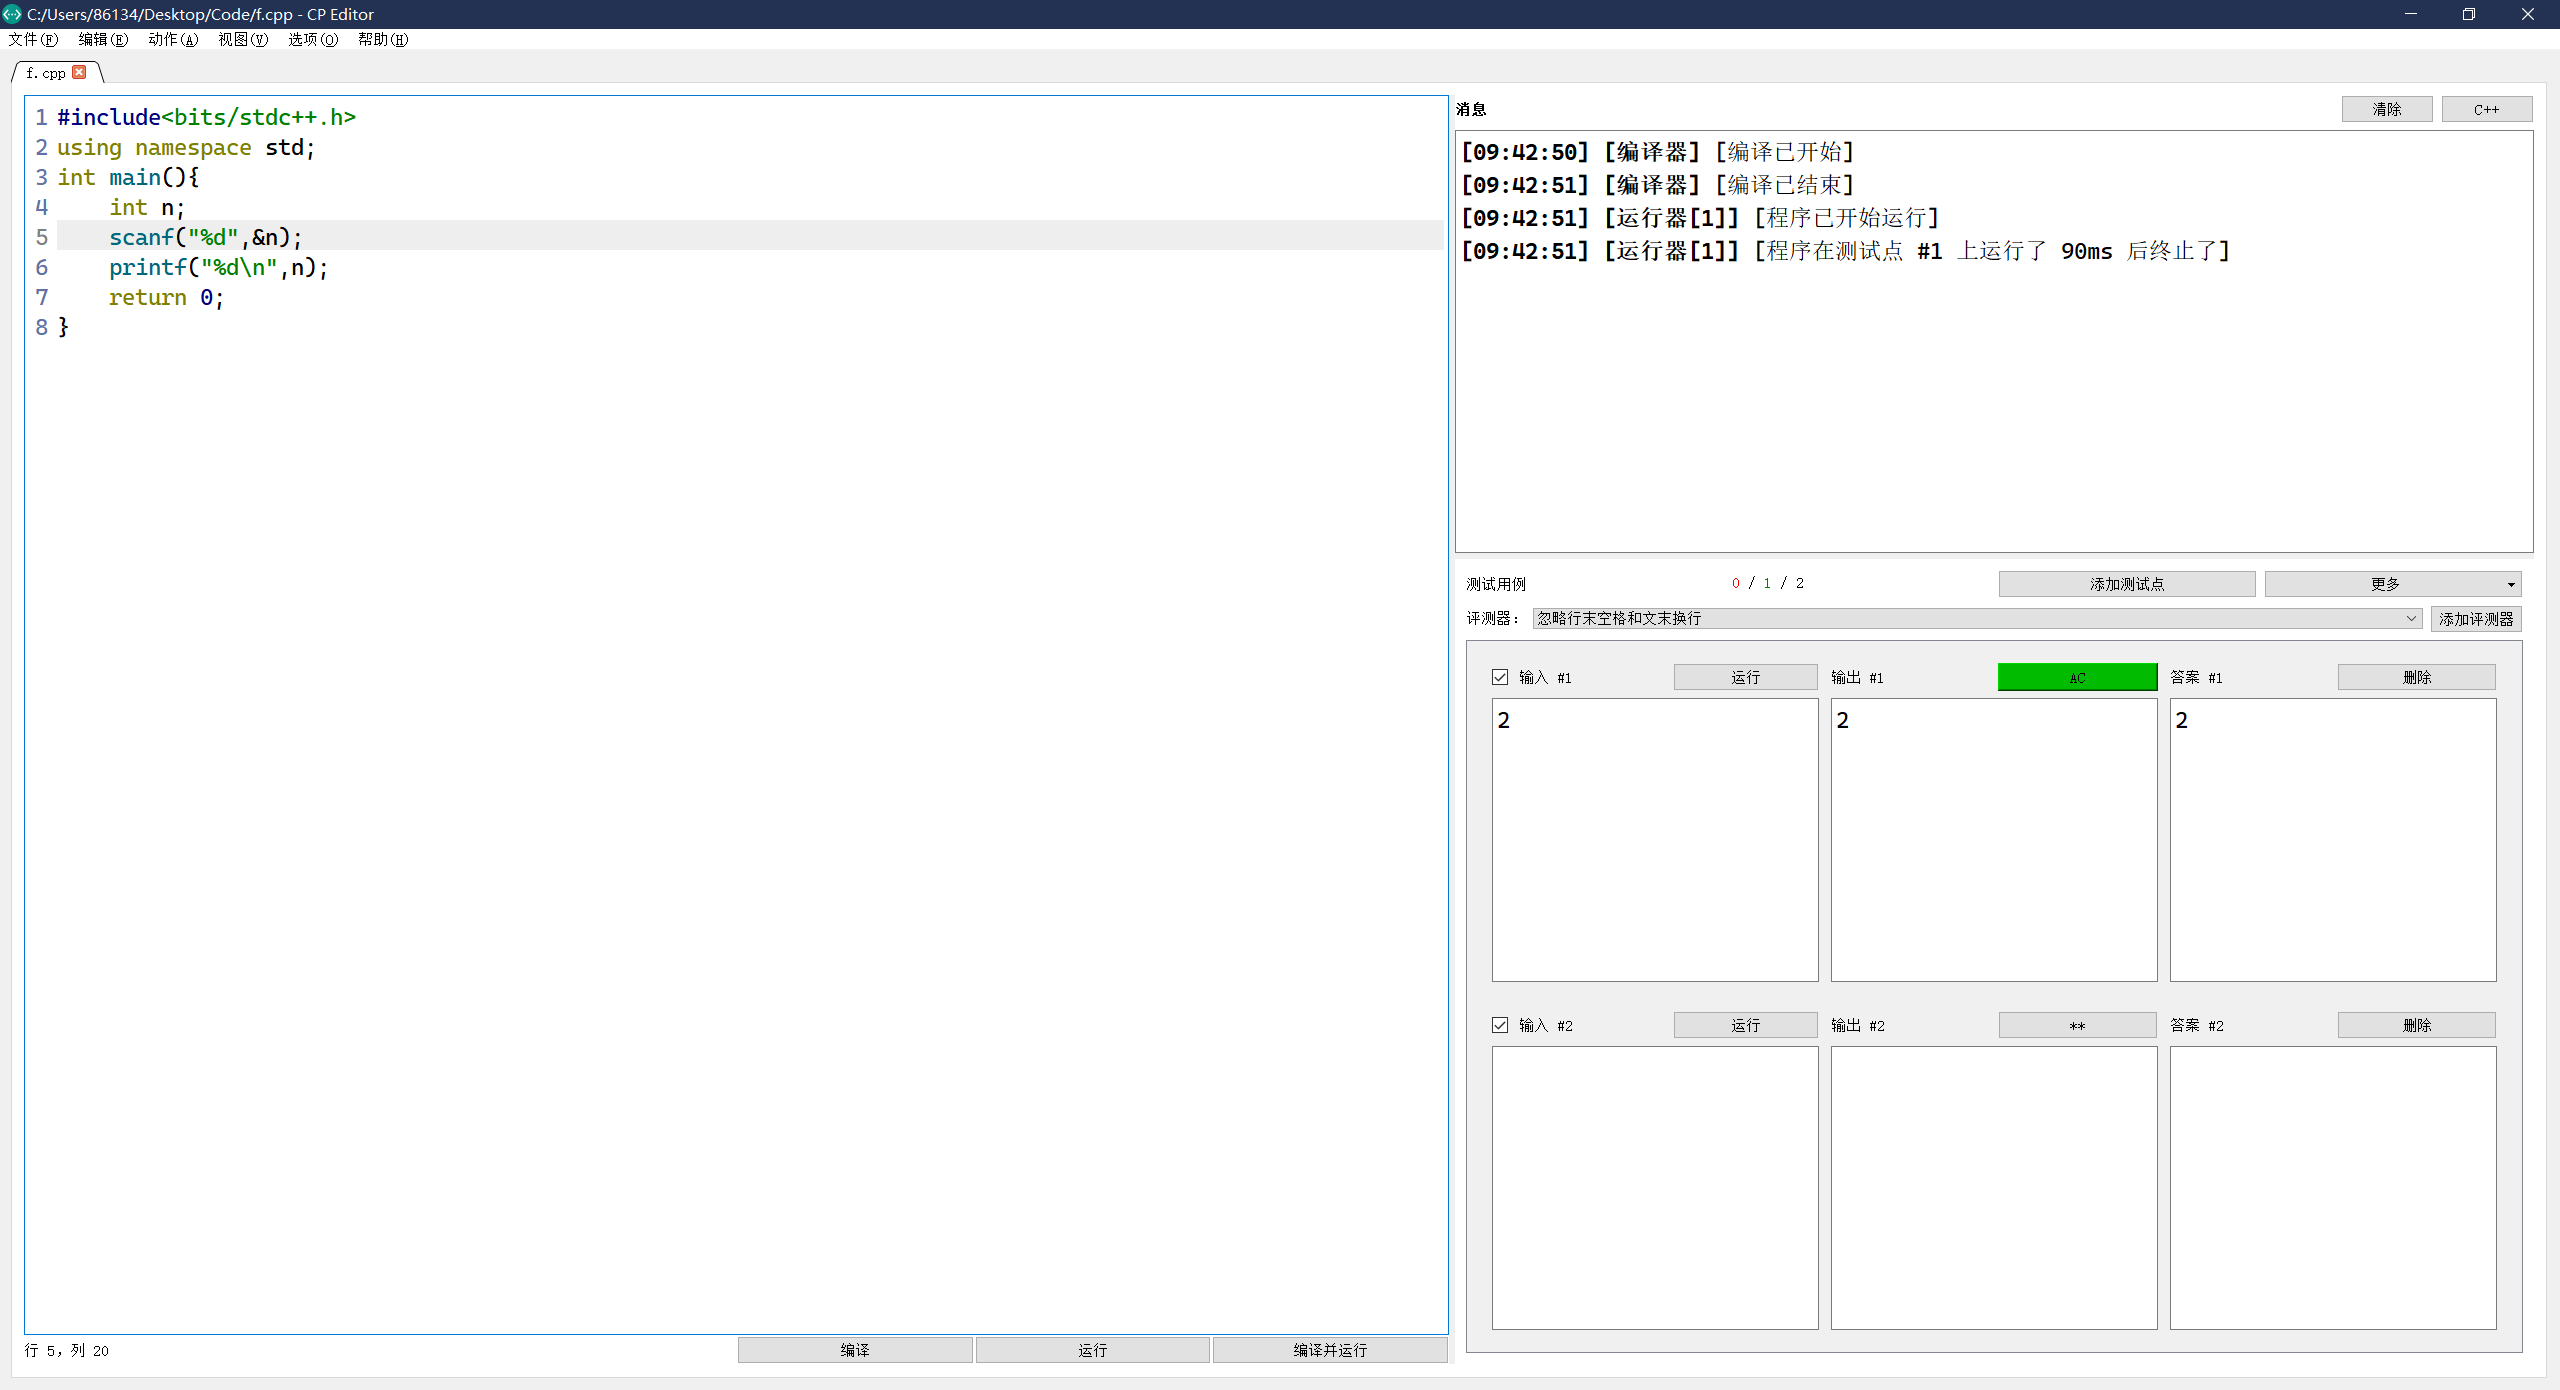 C:/Users/86134/Desktop/Code/f.cpp - CP Editor
文件(F) 编辑(E) 动作(A) 视图(V) 选项(O) 帮助(H)
f.cpp
1 #include<bits/stdc++.h>
2 using namespace std;
3 int main(){
4     int n;
5     scanf("%d",&n);
6     printf("%d\n",n);
7     return 0;
8 }
行 5，列 20
编译 运行 编译并运行
消息 清除 C++
[09:42:50] [编译器] [编译已开始]
[09:42:51] [编译器] [编译已结束]
[09:42:51] [运行器[1]] [程序已开始运行]
[09:42:51] [运行器[1]] [程序在测试点 #1 上运行了 90ms 后终止了]
测试用例 0 / 1 / 2 添加测试点 更多
评测器： 忽略行末空格和文末换行 添加评测器
输入 #1 运行 输出 #1 AC 答案 #1 删除
2 2 2
输入 #2 运行 输出 #2 ** 答案 #2 删除